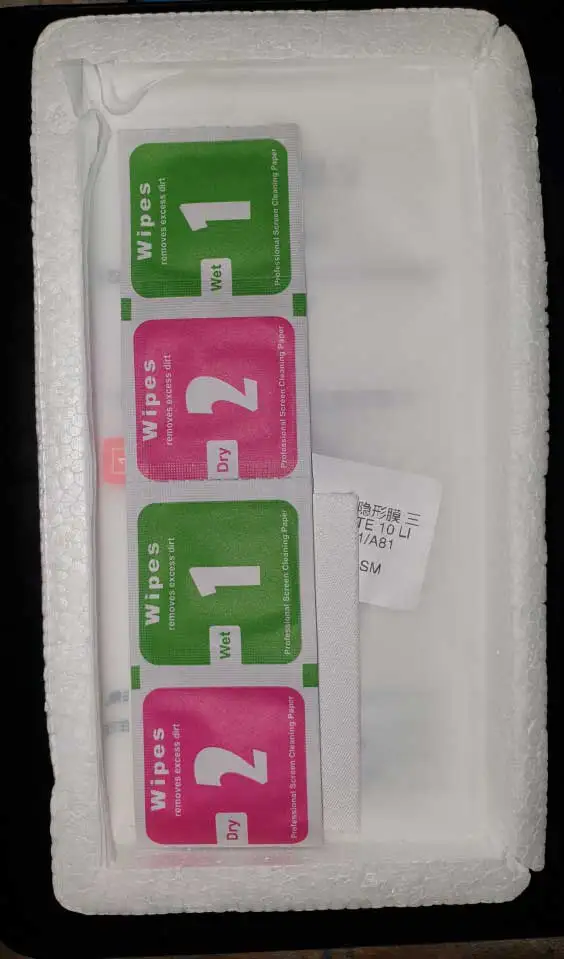 Wipes
removes excess dirt
1
Wet
Professional Screen Cleaning Paper
Wipes
removes excess dirt
2
Dry
Professional Screen Cleaning Paper
1
隐形膜 三
TE 10 LI
1/A81
SM
Wipes
removes excess dirt
1
Wet
Professional Screen Cleaning Paper
Wipes
removes excess dirt
2
Dry
Professional Screen Cleaning Paper